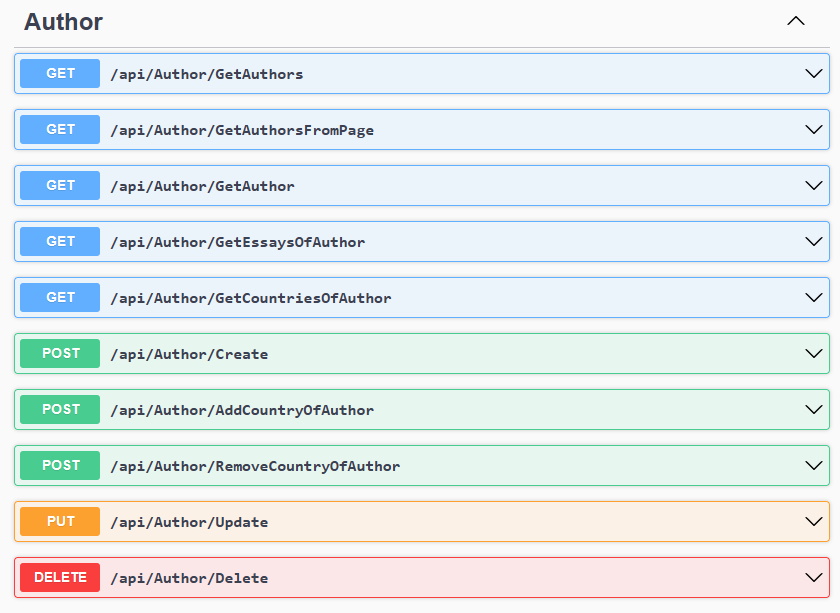 Author
GET /api/Author/GetAuthors
GET /api/Author/GetAuthorsFromPage
GET /api/Author/GetAuthor
GET /api/Author/GetEssaysOfAuthor
GET /api/Author/GetCountriesOfAuthor
POST /api/Author/Create
POST /api/Author/AddCountryOfAuthor
POST /api/Author/RemoveCountryOfAuthor
PUT /api/Author/Update
DELETE /api/Author/Delete